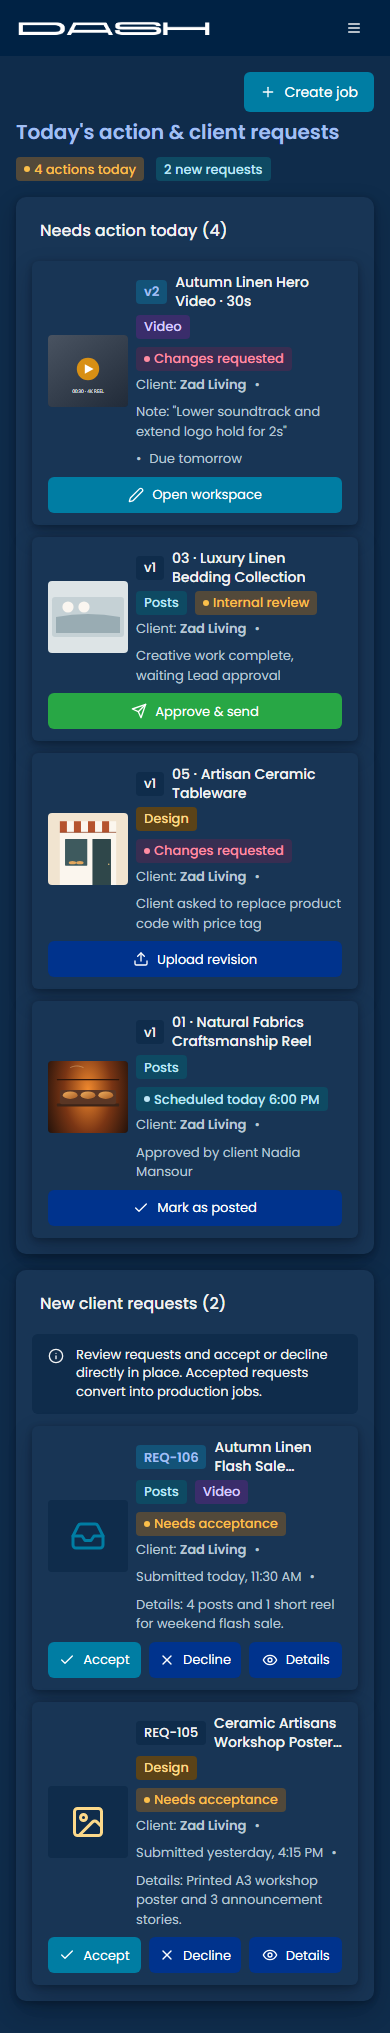 DASH
Create job
Today's action & client requests
4 actions today
2 new requests
Needs action today (4)
v2
Autumn Linen Hero
Video · 30s
Video
Changes requested
00:30 · 4K REEL
Client: Zad Living •
Note: "Lower soundtrack and
extend logo hold for 2s"
• Due tomorrow
Open workspace
v1
03 · Luxury Linen
Bedding Collection
Posts
Internal review
Client: Zad Living •
Creative work complete,
waiting Lead approval
Approve & send
v1
05 · Artisan Ceramic
Tableware
Design
Changes requested
Client: Zad Living •
Client asked to replace product
code with price tag
Upload revision
v1
01 · Natural Fabrics
Craftsmanship Reel
Posts
Scheduled today 6:00 PM
Client: Zad Living •
Approved by client Nadia
Mansour
Mark as posted
New client requests (2)
Review requests and accept or decline
directly in place. Accepted requests
convert into production jobs.
REQ-106
Autumn Linen
Flash Sale...
Posts
Video
Needs acceptance
Client: Zad Living •
Submitted today, 11:30 AM •
Details: 4 posts and 1 short reel
for weekend flash sale.
Accept
Decline
Details
REQ-105
Ceramic Artisans
Workshop Poster...
Design
Needs acceptance
Client: Zad Living •
Submitted yesterday, 4:15 PM •
Details: Printed A3 workshop
poster and 3 announcement
stories.
Accept
Decline
Details